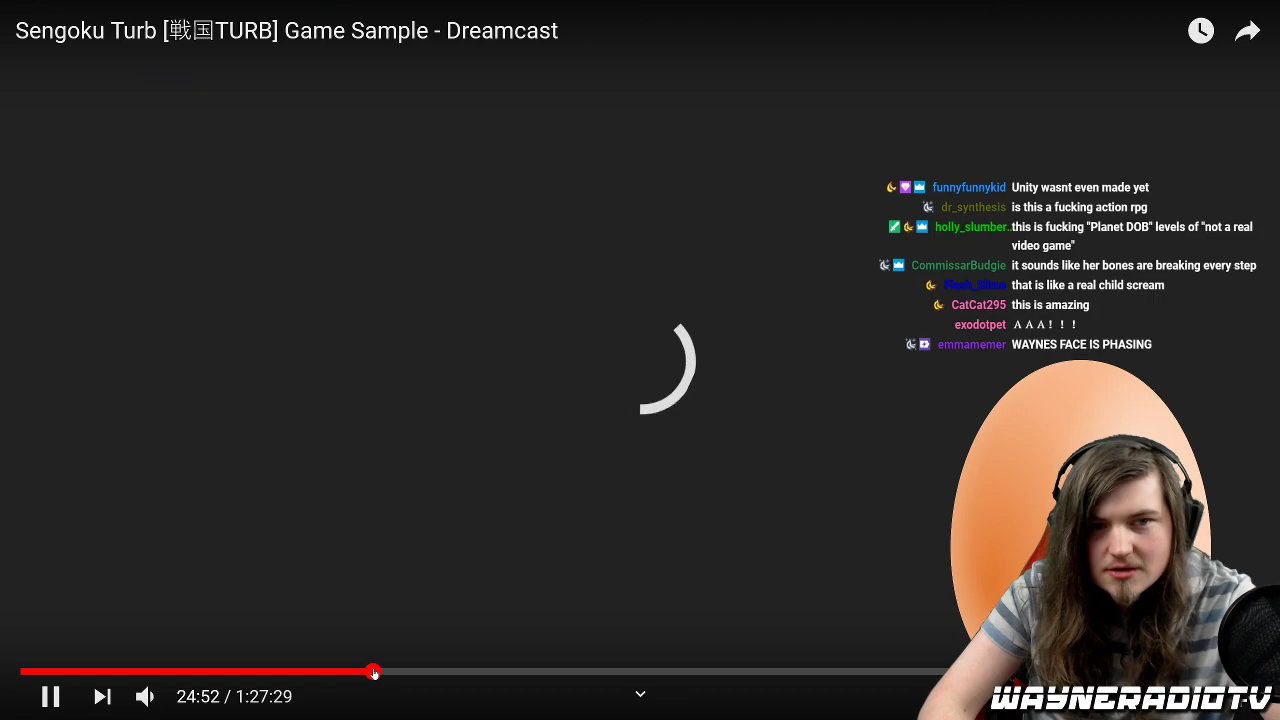 Sengoku Turb [戦国TURB] Game Sample - Dreamcast
funnyfunnykid Unity wasnt even made yet
dr_synthesis is this a fucking action rpg
holly_slumber.. this is fucking "Planet DOB" levels of "not a real
video game"
CommissarBudgie it sounds like her bones are breaking every step
that is like a real child scream
CatCat295 this is amazing
exodotpet ＡＡＡ！！！
emmamemer WAYNES FACE IS PHASING
24:52 / 1:27:29
WAYNERADIOTV